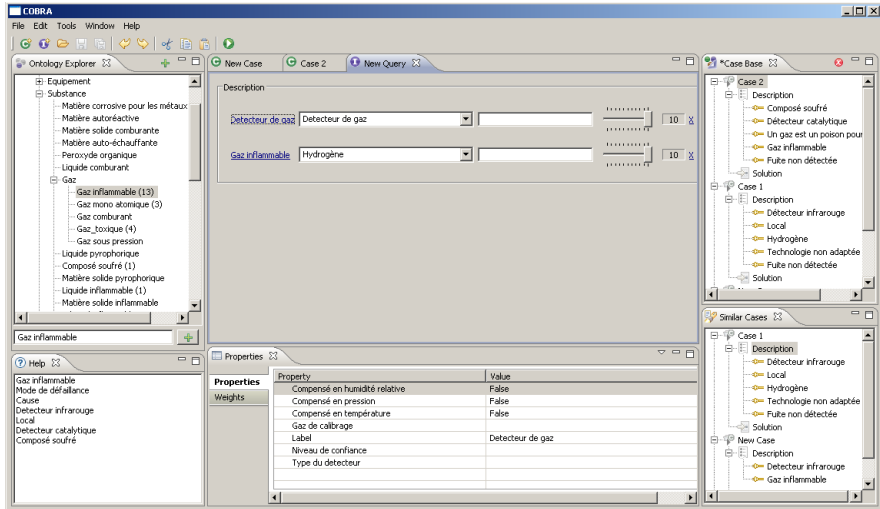 COBRA
File Edit Tools Window Help
Ontology Explorer
Equipement
Substance
Matière corrosive pour les métaux
Matière autoréactive
Matière solide comburante
Matière auto-échauffante
Peroxyde organique
Liquide comburant
Gaz
Gaz inflammable (13)
Gaz mono atomique (3)
Gaz comburant
Gaz_toxique (4)
Gaz sous pression
Liquide pyrophorique
Composé soufré (1)
Matière solide pyrophorique
Liquide inflammable (1)
Matière solide inflammable
Gaz inflammable
Help
Gaz inflammable
Mode de défaillance
Cause
Detecteur infrarouge
Local
Detecteur catalytique
Composé soufré
New Case
Case 2
New Query
Description
Detecteur de gaz Detecteur de gaz 10 X
Gaz inflammable Hydrogène 10 X
Properties
Properties
Weights
Property Value
Compensé en humidité relative False
Compensé en pression False
Compensé en température False
Gaz de calibrage
Label Detecteur de gaz
Niveau de confiance
Type du detecteur
*Case Base
Case 2
Description
Composé soufré
Détecteur catalytique
Un gaz est un poison pour
Gaz inflammable
Fuite non détectée
Solution
Case 1
Description
Détecteur infrarouge
Local
Hydrogène
Technologie non adaptée
Fuite non détectée
Solution
Similar Cases
Case 1
Description
Détecteur infrarouge
Local
Hydrogène
Technologie non adaptée
Fuite non détectée
Solution
New Case
Description
Detecteur infrarouge
Gaz inflammable